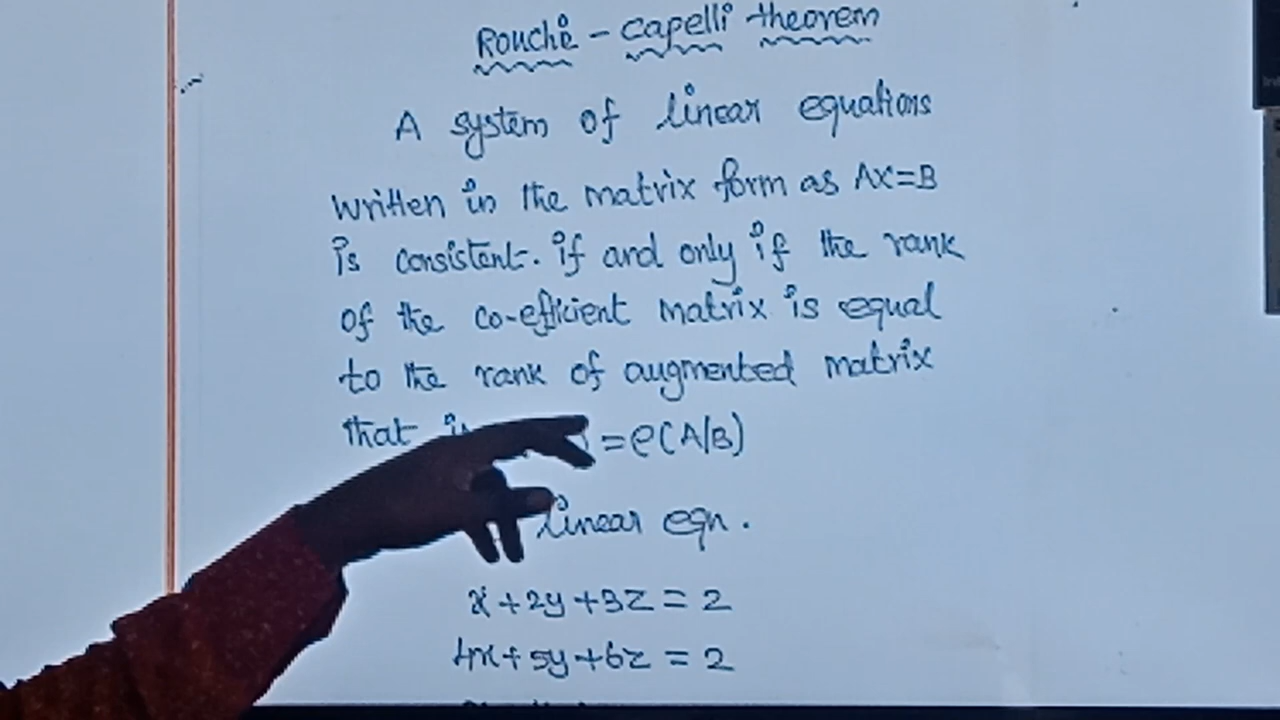 Rouche - Capelli theorem
A system of linear equations
written in the matrix form as AX=B
is consistent. if and only if the rank
of the co-efficient matrix is equal
to the rank of augmented matrix
that is ) = ρ(A/B)
linear eqn.
x + 2y + 3z = 2
4x + 5y + 6z = 2